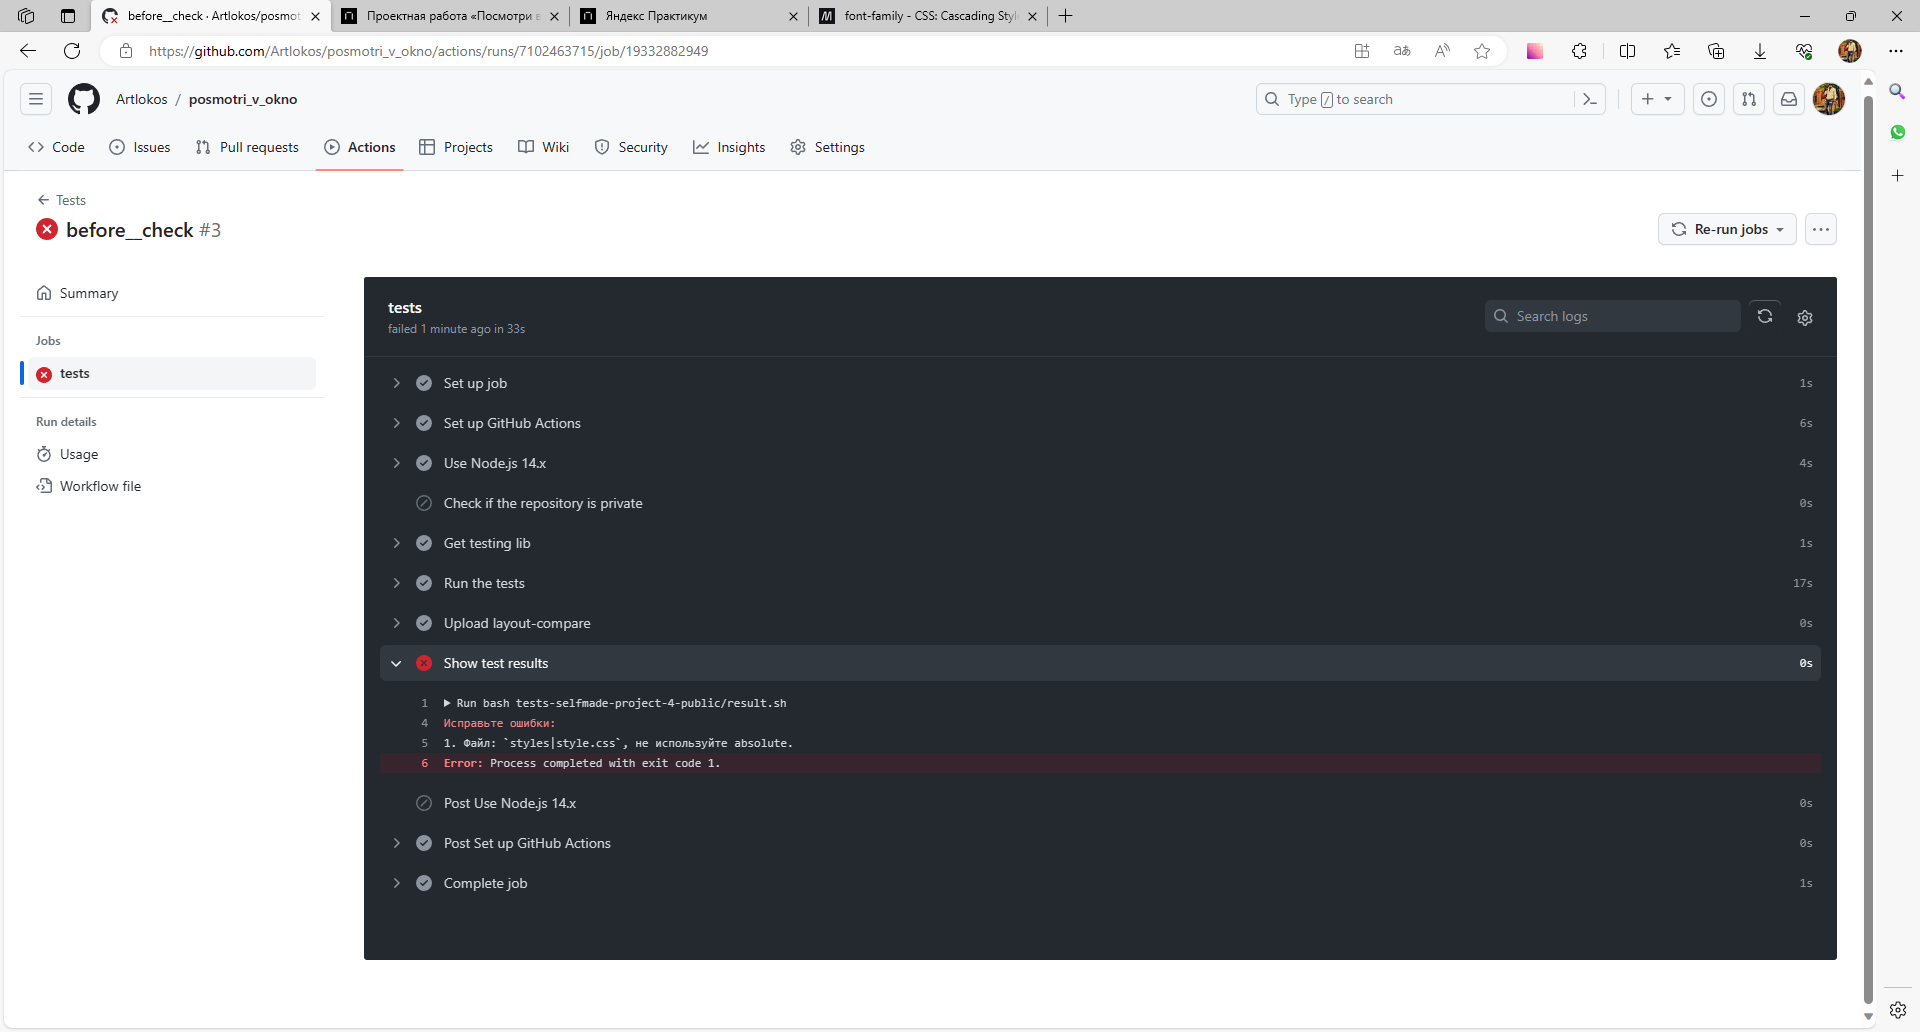 before__check · Artlokos/posmot
Проектная работа «Посмотри в
Яндекс Практикум
font-family - CSS: Cascading Style
https://github.com/Artlokos/posmotri_v_okno/actions/runs/7102463715/job/19332882949
Artlokos / posmotri_v_okno
Type / to search
Code
Issues
Pull requests
Actions
Projects
Wiki
Security
Insights
Settings
Tests
before__check #3
Re-run jobs
Summary
Jobs
tests
Run details
Usage
Workflow file
tests
failed 1 minute ago in 33s
Search logs
Set up job 1s
Set up GitHub Actions 6s
Use Node.js 14.x 4s
Check if the repository is private 0s
Get testing lib 1s
Run the tests 17s
Upload layout-compare 0s
Show test results 0s
1 Run bash tests-selfmade-project-4-public/result.sh
4 Исправьте ошибки:
5 1. Файл: `styles|style.css`, не используйте absolute.
6 Error: Process completed with exit code 1.
Post Use Node.js 14.x 0s
Post Set up GitHub Actions 0s
Complete job 1s